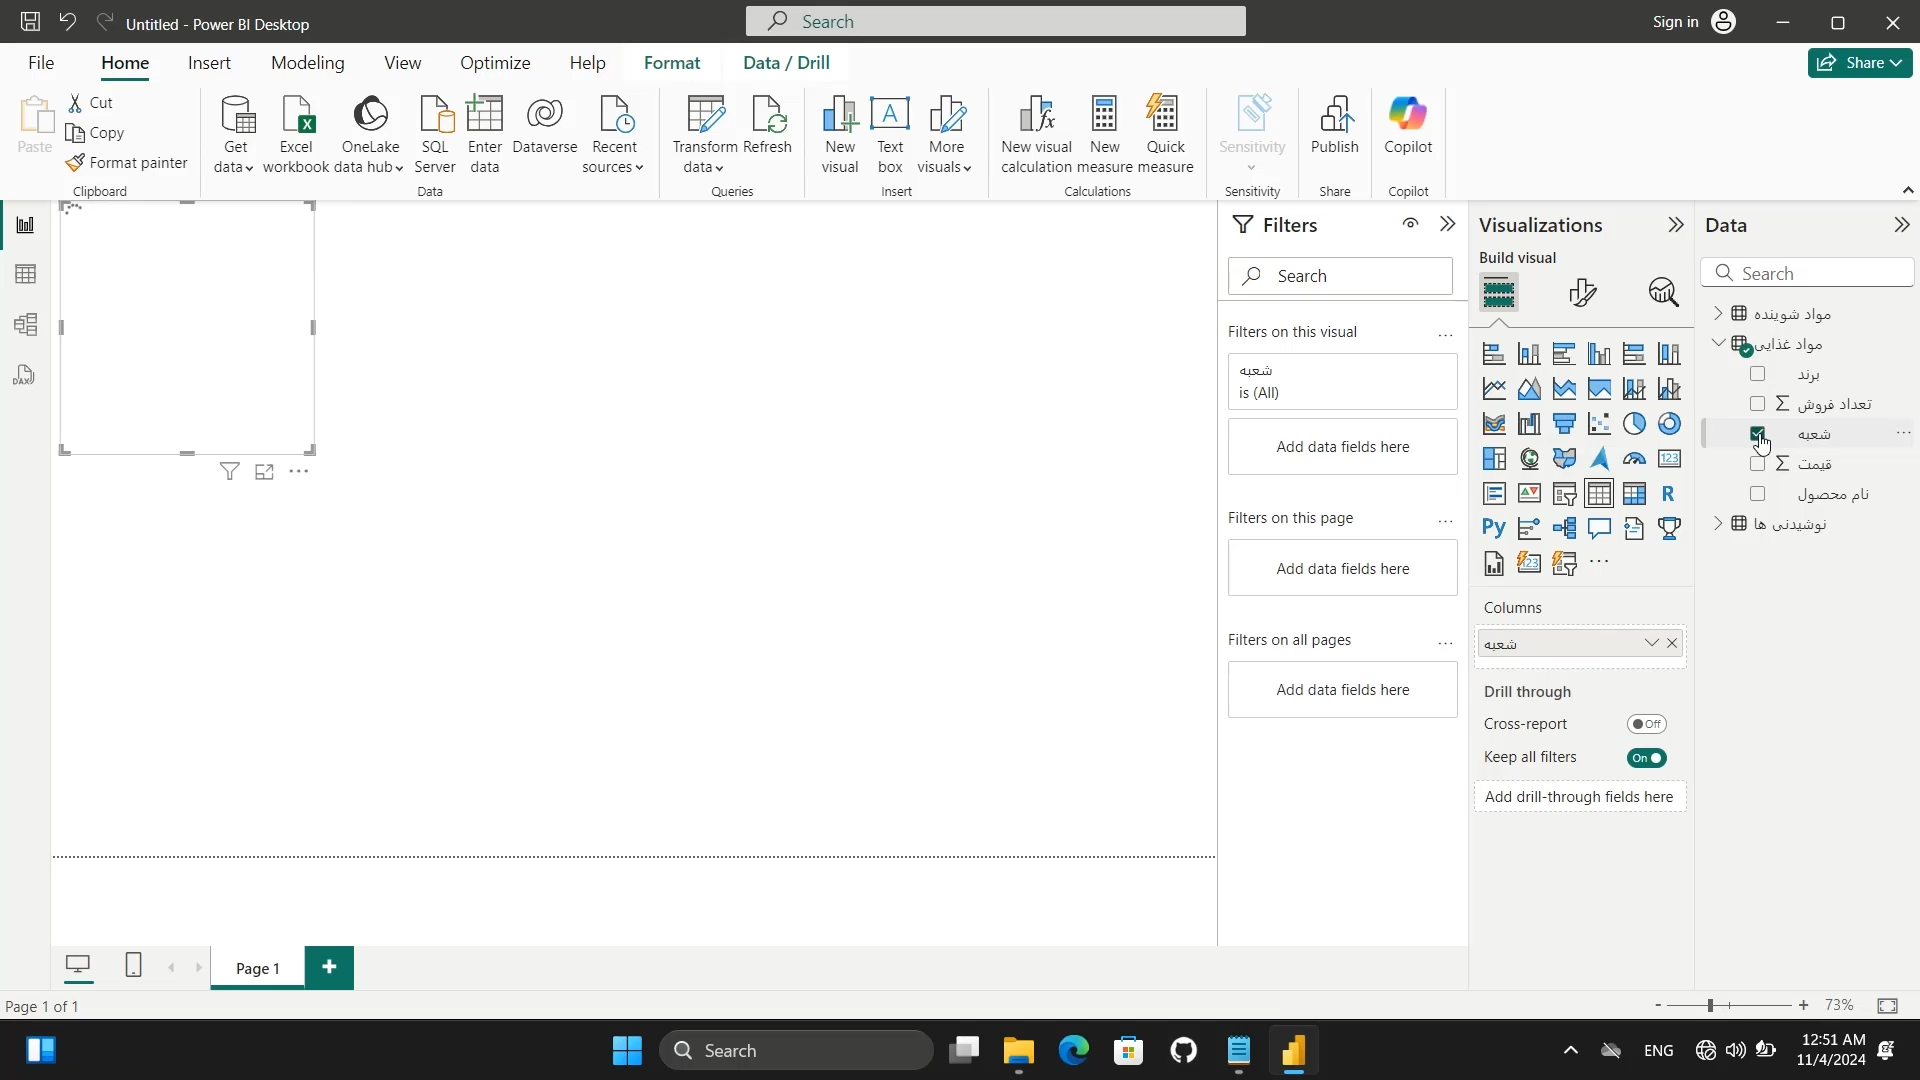 Untitled - Power BI Desktop
Search
Sign in
File
Home
Insert
Modeling
View
Optimize
Help
Format
Data / Drill
Share
Paste
Cut
Copy
Format painter
Clipboard
Get data
Excel workbook
OneLake data hub
SQL Server
Enter data
Dataverse
Recent sources
Data
Transform data
Refresh
Queries
New visual
Text box
More visuals
Insert
New visual calculation
New measure
Quick measure
Calculations
Sensitivity
Sensitivity
Publish
Share
Copilot
Copilot
DAX
Filters
Search
Filters on this visual
...
شعبه
is (All)
Add data fields here
Filters on this page
...
Add data fields here
Filters on all pages
...
Add data fields here
Visualizations
Build visual
123
R
Py
123
...
Columns
شعبه
Drill through
Cross-report
Off
Keep all filters
On
Add drill-through fields here
Data
Search
مواد شوینده
مواد غذایی
برند
تعداد فروش
شعبه
...
قیمت
نام محصول
نوشیدنی ها
Page 1
+
Page 1 of 1
- + 73%
Search
ENG
12:51 AM
11/4/2024